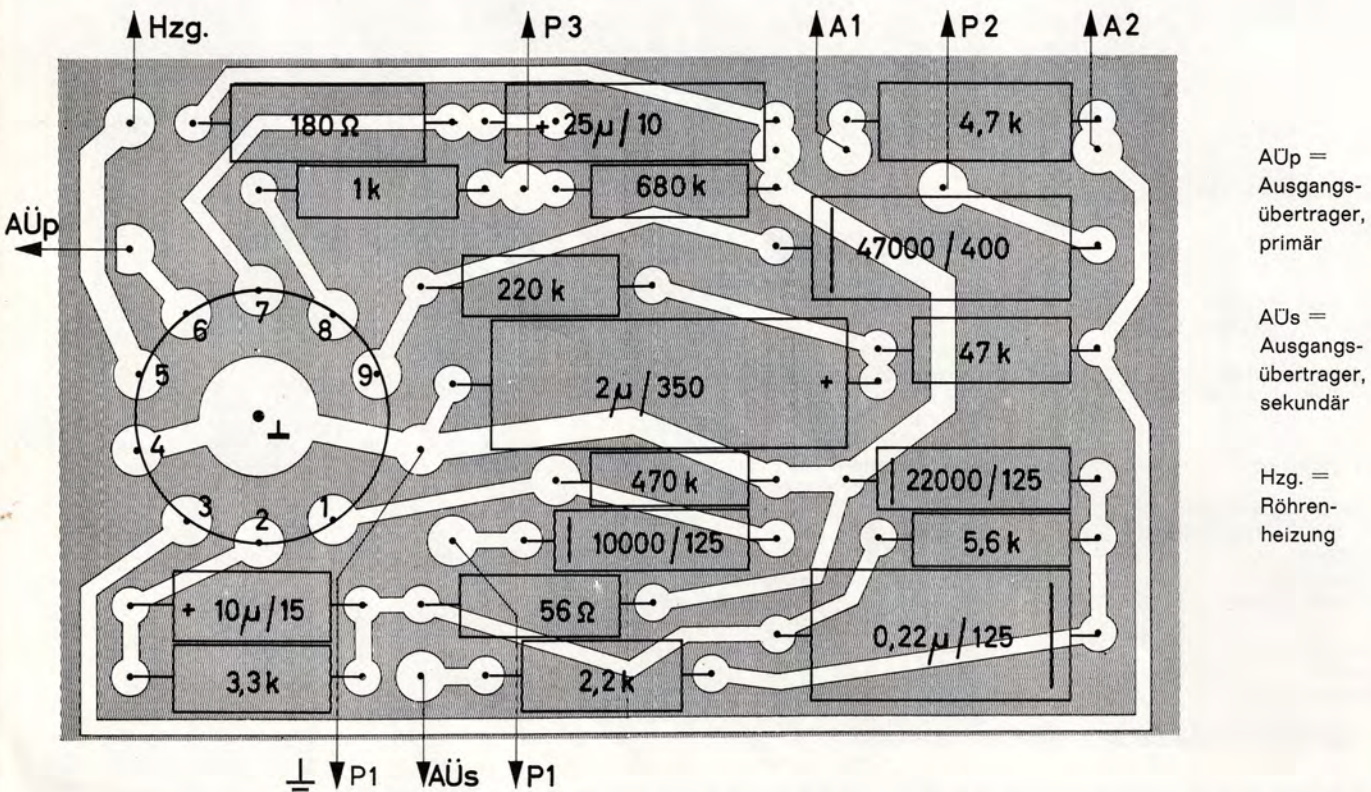 Hzg.
P3
A1
P2
A2
180 Ω
+ 25μ/10
4,7 k
1 k
680 k
AÜp
47000/400
220 k
6
7
8
5
9
47 k
2μ/350
+
4
⊥
470 k
22000/125
3
2
1
10000/125
5,6 k
+ 10μ/15
56 Ω
0,22μ/125
3,3 k
2,2 k
⊥
P1
AÜs
P1
AÜp =
Ausgangs-
übertrager,
primär
AÜs =
Ausgangs-
übertrager,
sekundär
Hzg. =
Röhren-
heizung